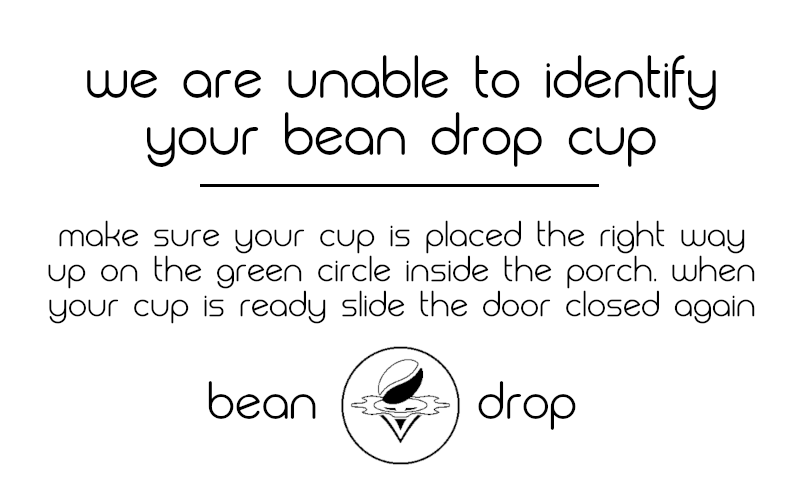 we are unable to identify
your bean drop cup
make sure your cup is placed the right way
up on the green circle inside the porch. when
your cup is ready slide the door closed again
bean drop